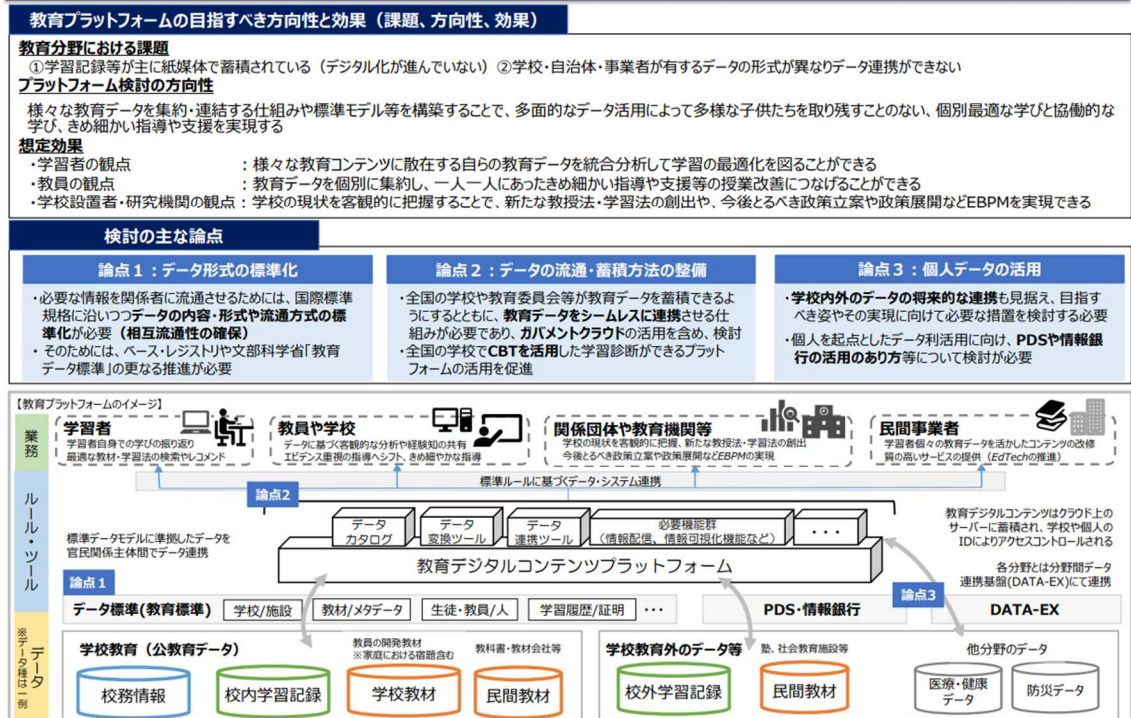 教育プラットフォームの目指すべき方向性と効果（課題、方向性、効果）
教育分野における課題
①学習記録等が主に紙媒体で蓄積されている（デジタル化が進んでいない）②学校・自治体・事業者が有するデータの形式が異なりデータ連携ができない
プラットフォーム検討の方向性
様々な教育データを集約・連結する仕組みや標準モデル等を構築することで、多面的なデータ活用によって多様な子供たちを取り残すことのない、個別最適な学びと協働的な
学び、きめ細かい指導や支援を実現する
想定効果
・学習者の観点　：様々な教育コンテンツに散在する自らの教育データを統合分析して学習の最適化を図ることができる
・教員の観点　：教育データを個別に集約し、一人一人にあったきめ細かい指導や支援等の授業改善につなげることができる
・学校設置者・研究機関の観点：学校の現状を客観的に把握することで、新たな教授法・学習法の創出や、今後とるべき政策立案や政策展開などEBPMを実現できる
検討の主な論点
論点１：データ形式の標準化
・必要な情報を関係者に流通させるためには、国際標準
規格に沿いつつデータの内容・形式や流通方式の標
準化が必要（相互流通性の確保）
・そのためには、ベース・レジストリや文部科学省「教育
データ標準」の更なる推進が必要
論点２：データの流通・蓄積方法の整備
・全国の学校や教育委員会等が教育データを蓄積できるよ
うにするとともに、教育データをシームレスに連携させる仕
組みが必要であり、ガバメントクラウドの活用を含め、検討
・全国の学校でCBTを活用した学習診断ができるプラット
フォームの活用を促進
論点３：個人データの活用
・学校内外のデータの将来的な連携も見据え、目指す
べき姿やその実現に向けて必要な措置を検討する必要
・個人を起点としたデータ利活用に向け、PDSや情報銀
行の活用のあり方等について検討が必要
【教育プラットフォームのイメージ】
業務
学習者
学習者自身での学びの振り返り
最適な教材・学習法の検索やレコメンド
教員や学校
データに基づく客観的な分析や経験知の共有
エビデンス重視の指導へシフト、きめ細やかな指導
関係団体や教育機関等
学校の現状を客観的に把握、新たな教授法・学習法の創出
今後とるべき政策立案や政策展開などEBPMの実現
民間事業者
学習者個々の教育データを活かしたコンテンツの改修
質の高いサービスの提供（EdTechの推進）
標準ルールに基づくデータ・システム連携
ルール・ツール
論点2
データ
カタログ
データ
変換ツール
データ
連携ツール
必要機能群
（情報配信、情報可視化機能など）
・・・
教育デジタルコンテンツプラットフォーム
標準データモデルに準拠したデータを
官民関係主体間でデータ連携
教育デジタルコンテンツはクラウド上の
サーバーに蓄積され、学校や個人の
IDによりアクセスコントロールされる
各分野とは分野間データ
連携基盤(DATA-EX)にて連携
論点１
論点3
データ標準(教育標準)
学校/施設
教材/メタデータ
生徒・教員/人
学習履歴/証明
・・・
PDS・情報銀行
DATA-EX
データ
※データ種は一例
学校教育（公教育データ）
教員の開発教材
※家庭における宿題含む
教科書・教材会社等
校務情報
校内学習記録
学校教材
民間教材
学校教育外のデータ等
塾、社会教育施設等
校外学習記録
民間教材
他分野のデータ
医療・健康
データ
防災データ